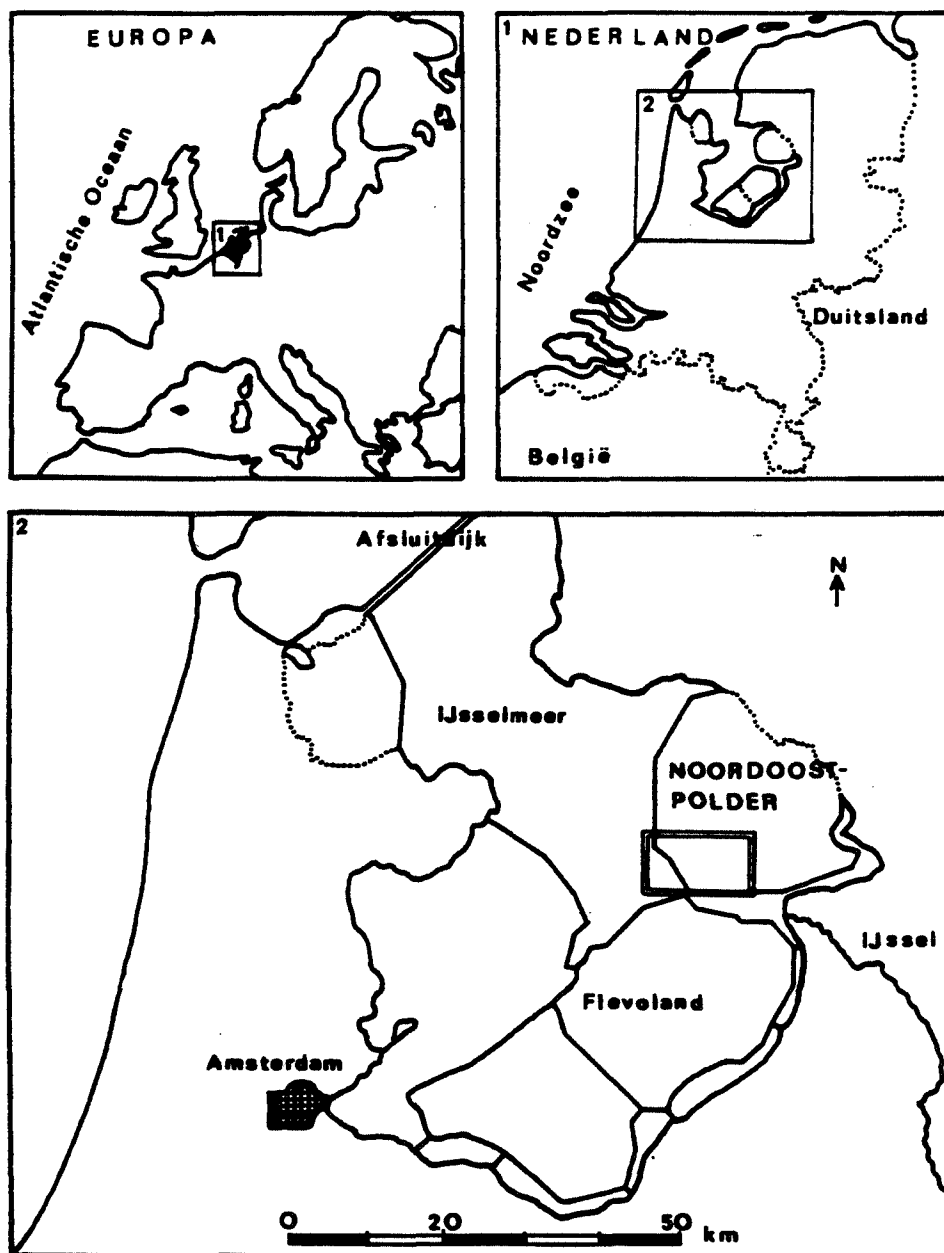 EUROPA
Atlantische Oceaan
1
1 NEDERLAND
2
Noordzee
Duitsland
België
2
Afsluitdijk
N
IJsselmeer
NOORDOOST-
POLDER
IJssel
Flevoland
Amsterdam
0 20 50 km